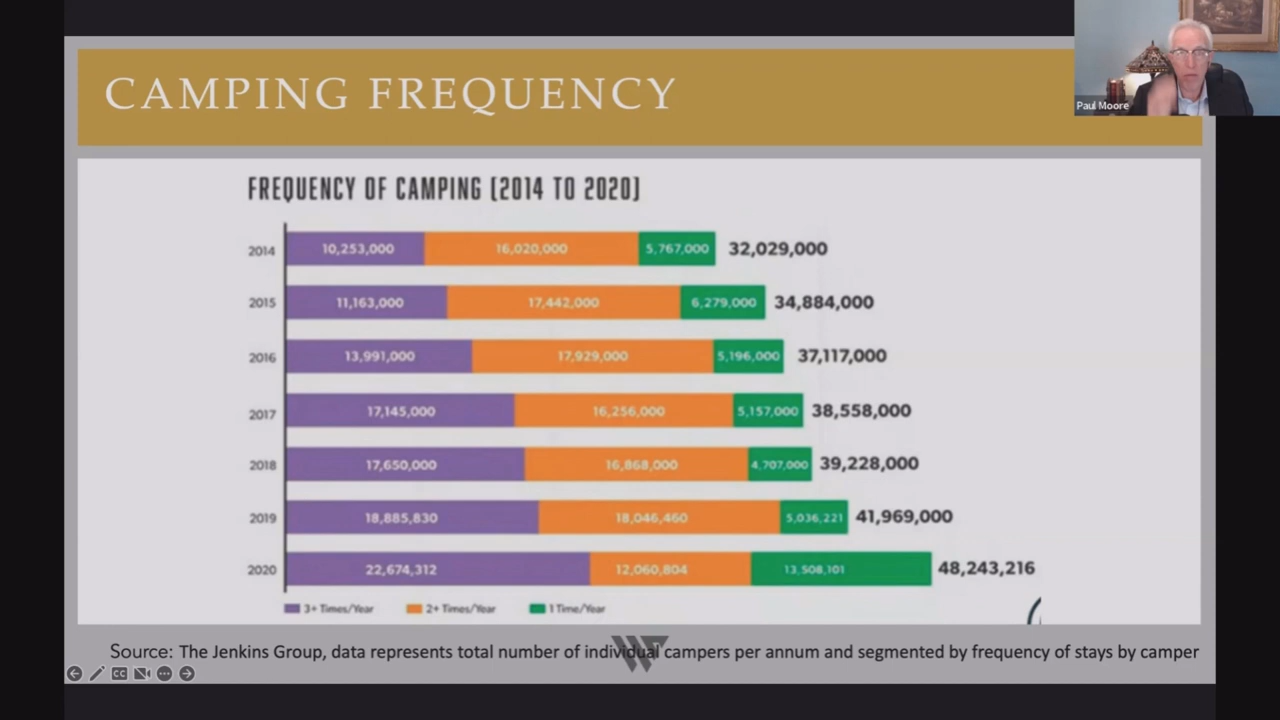 CAMPING FREQUENCY
Paul Moore
FREQUENCY OF CAMPING (2014 TO 2020)
2014 10,253,000 16,020,000 5,767,000 32,029,000
2015 11,163,000 17,442,000 6,279,000 34,884,000
2016 13,991,000 17,929,000 5,196,000 37,117,000
2017 17,145,000 16,256,000 5,157,000 38,558,000
2018 17,650,000 16,868,000 4,707,000 39,228,000
2019 18,885,830 18,046,460 5,036,221 41,969,000
2020 22,674,312 12,060,804 13,508,101 48,243,216
3+ Times/Year 2+ Times/Year 1 Time/Year
Source: The Jenkins Group, data represents total number of individual campers per annum and segmented by frequency of stays by camper
CC